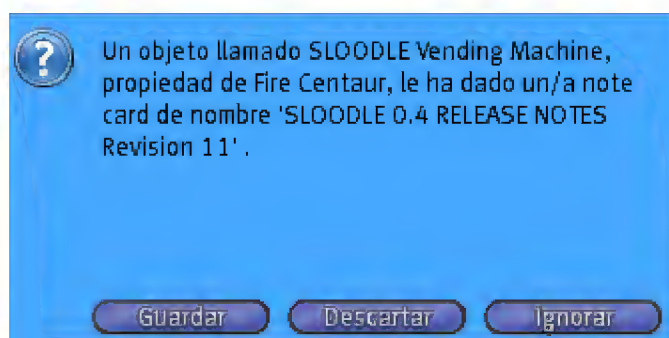 Un objeto llamado SLOODLE Vending Machine,
propiedad de Fire Centaur, le ha dado un/a note
card de nombre 'SLOODLE 0.4 RELEASE NOTES
Revision 11' .
Guardar Descartar Ignorar